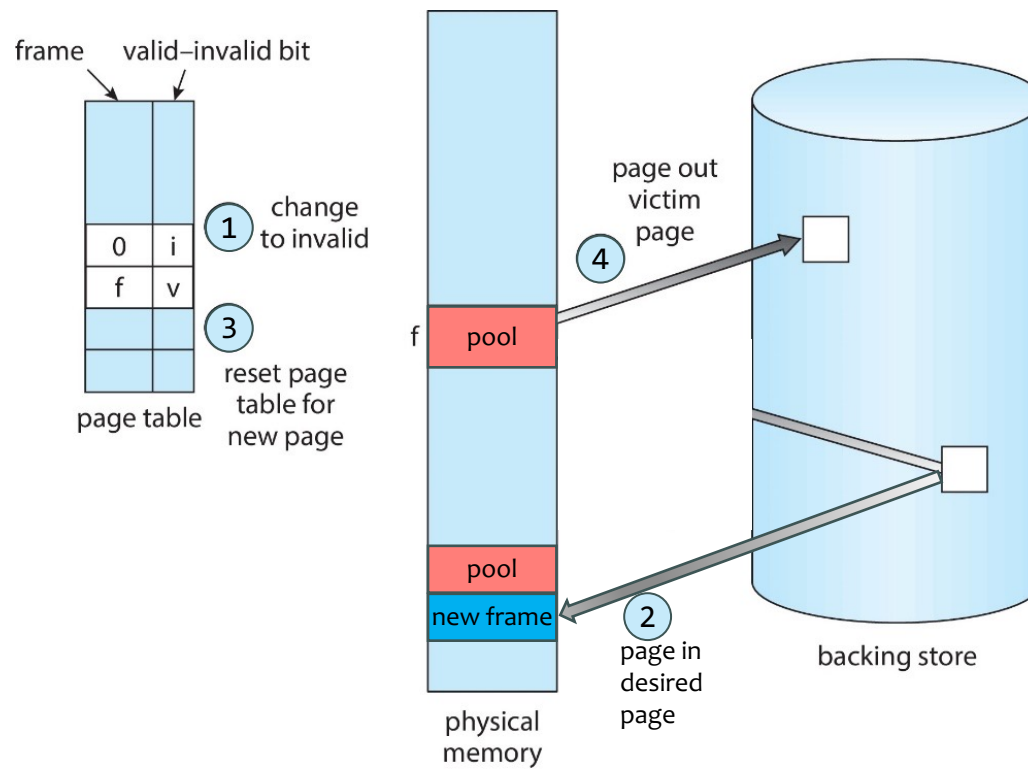 frame
valid–invalid bit
0
i
f
v
1
change
to invalid
3
reset page
table for
new page
page table
f
pool
pool
new frame
physical
memory
page out
victim
page
4
2
page in
desired
page
backing store